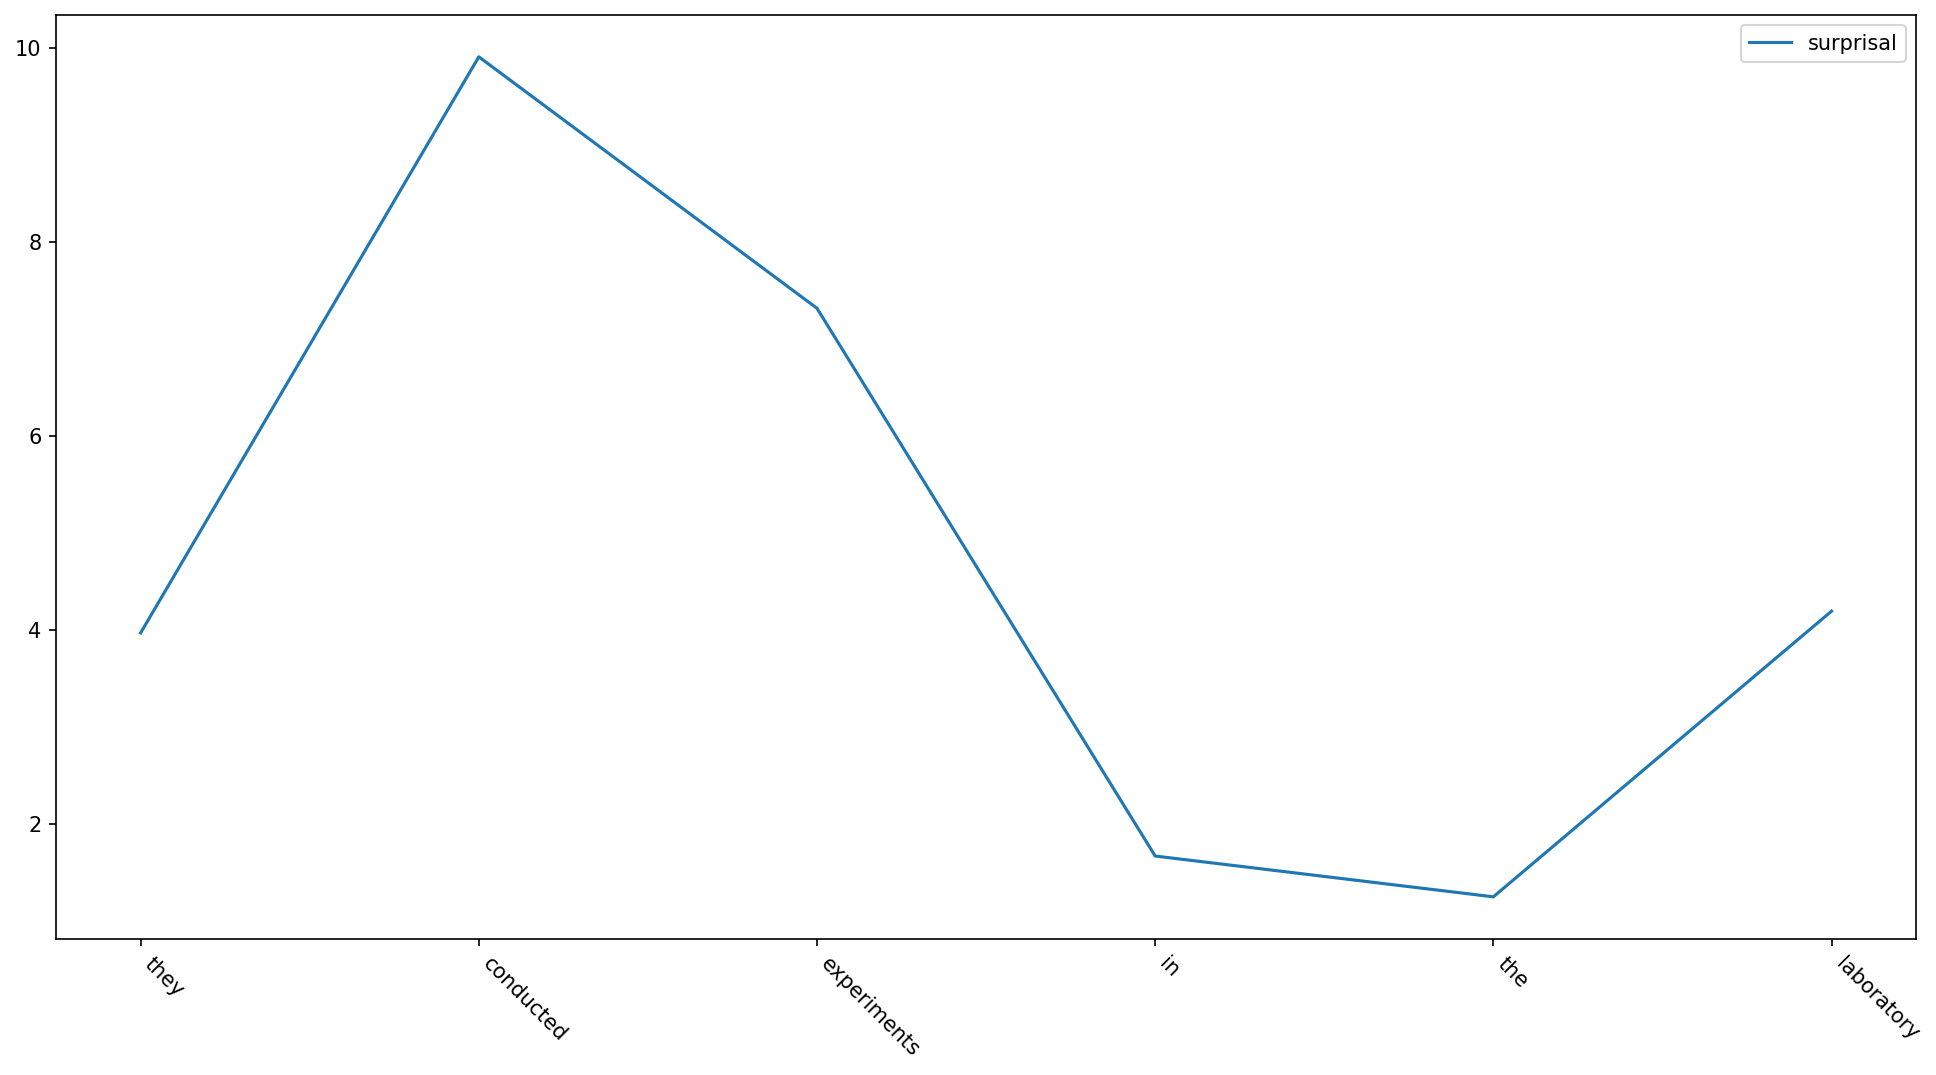 surprisal
10
8
6
4
2
they
conducted
experiments
in
the
laboratory